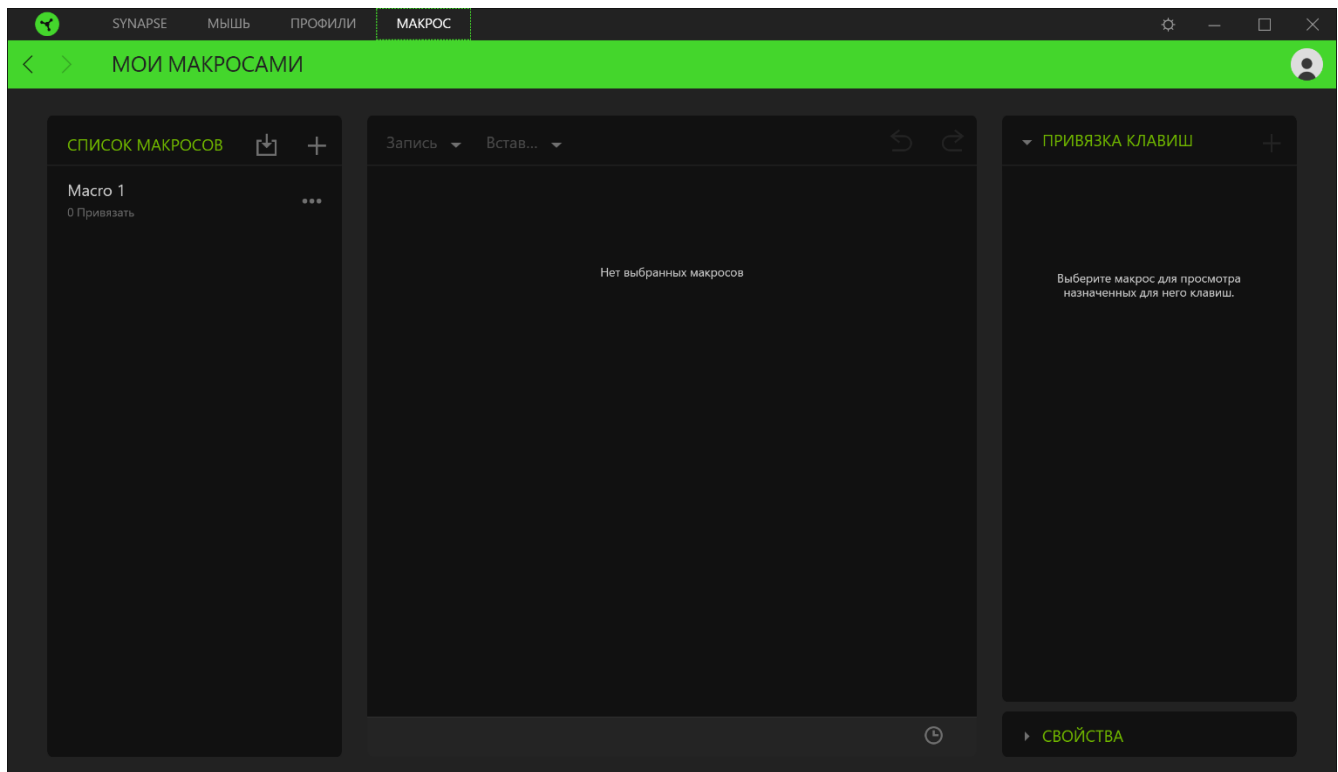 SYNAPSE МЫШЬ ПРОФИЛИ МАКРОС
МОИ МАКРОСАМИ
СПИСОК МАКРОСОВ
Macro 1
0 Привязать
Запись Встав...
Нет выбранных макросов
ПРИВЯЗКА КЛАВИШ
Выберите макрос для просмотра
назначенных для него клавиш.
СВОЙСТВА